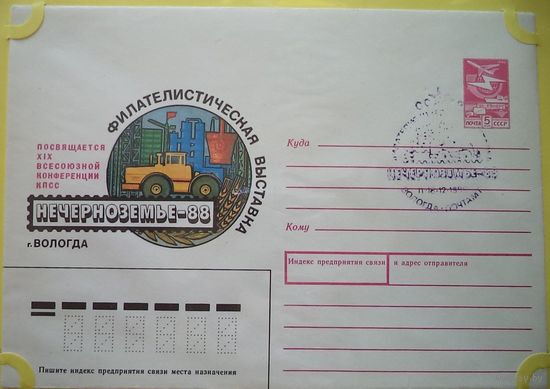 ФИЛАТЕЛИСТИЧЕСКАЯ ВЫСТАВКА
ПОСВЯЩАЕТСЯ
XIX
ВСЕСОЮЗНОЙ
КОНФЕРЕНЦИИ
КПСС
НЕЧЕРНОЗЕМЬЕ-88
г. ВОЛОГДА
ПОЧТА 5 СССР
НЕЧЕРНОЗЕМЬЕ-88
ВОЛОГДА ПОЧТАМТ
Куда
Кому
Индекс предприятия связи и адрес отправителя
Пишите индекс предприятия связи места назначения